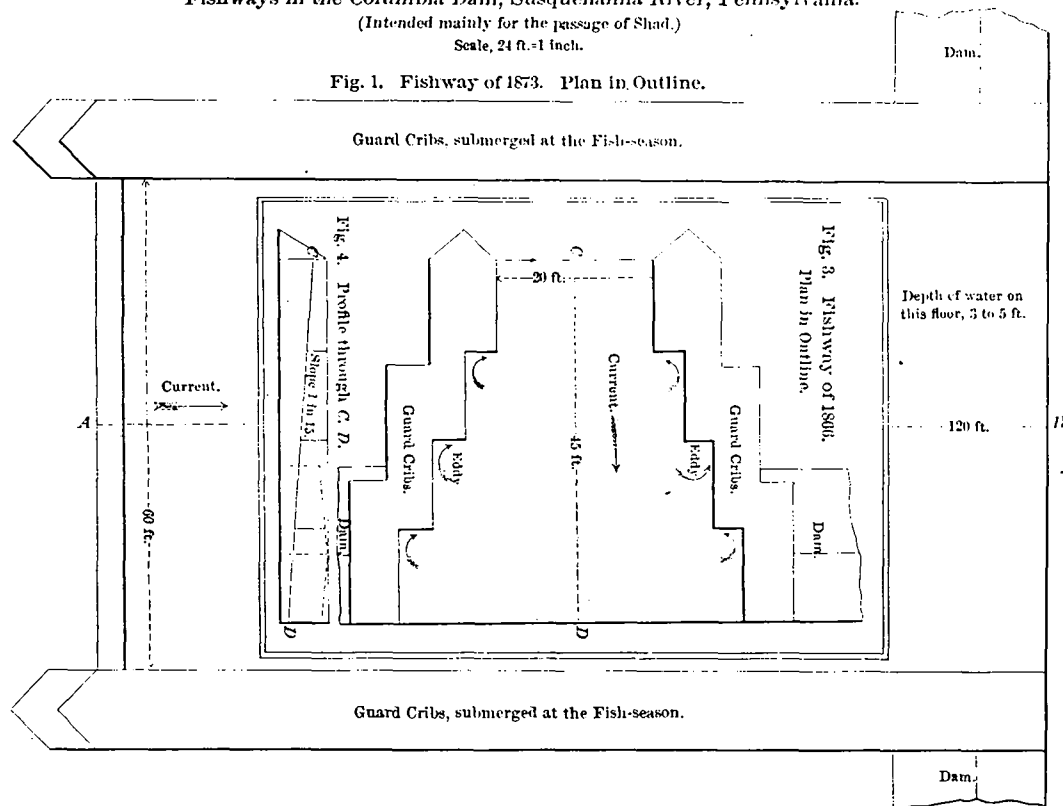 Fishways in the Columbia Dam, Susquehanna River, Pennsylvania.
(Intended mainly for the passage of Shad.)
Scale, 24 ft.=1 inch.
Fig. 1. Fishway of 1873. Plan in Outline.
Dam.
Guard Cribs, submerged at the Fish-season.
Fig. 3. Fishway of 1866.
Plan in Outline.
Fig. 4. Profile through C. D.
C
C
20 ft.
Depth of water on
this floor, 3 to 5 ft.
Slope 1 to 15
Current.
Current.
A
120 ft.
Guard Cribs.
Guard Cribs.
45 ft.
Eddy
Eddy
60 ft.
Dam.
Dam.
D
D
Guard Cribs, submerged at the Fish-season.
Dam.